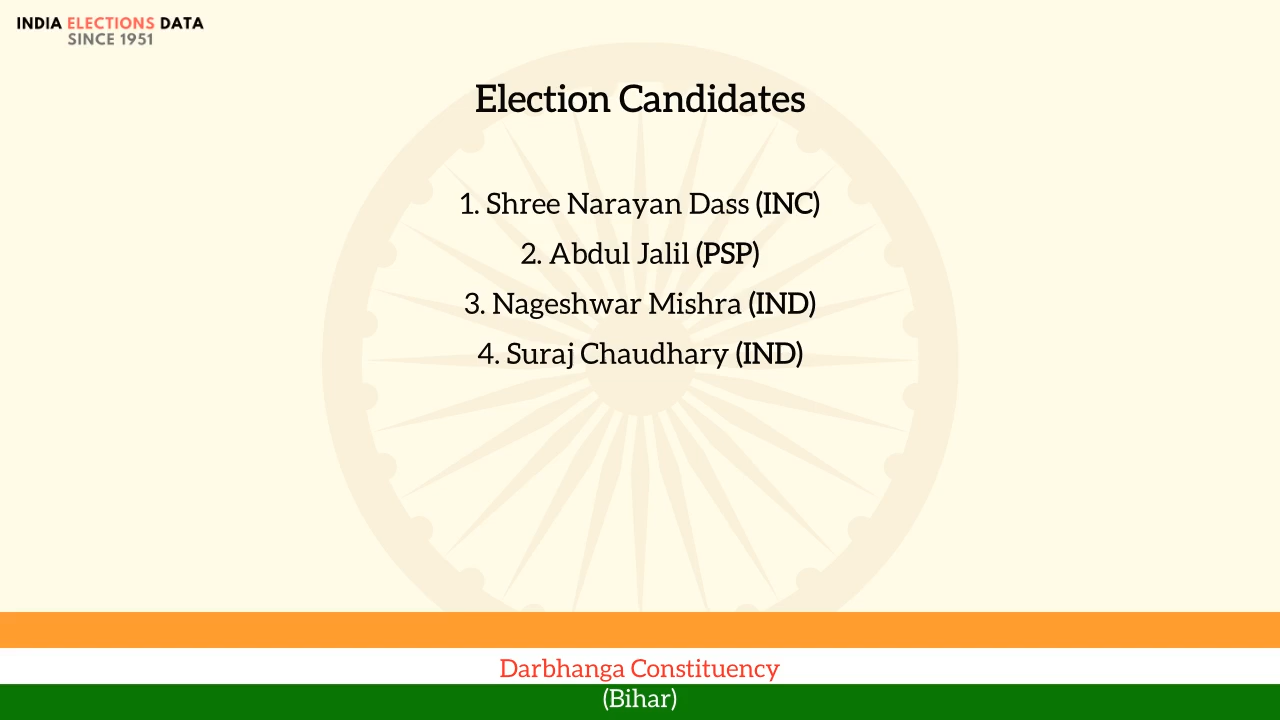 INDIA ELECTIONS DATA
SINCE 1951
Election Candidates
1. Shree Narayan Dass (INC)
2. Abdul Jalil (PSP)
3. Nageshwar Mishra (IND)
4. Suraj Chaudhary (IND)
Darbhanga Constituency
(Bihar)